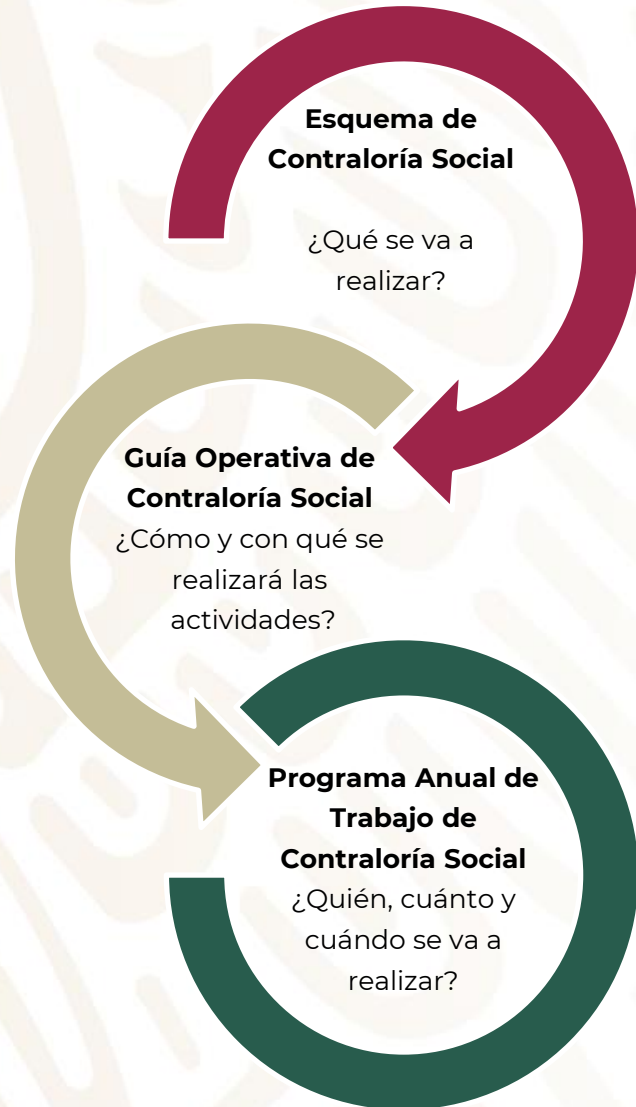 Esquema de
Contraloría Social
¿Qué se va a
realizar?
Guía Operativa de
Contraloría Social
¿Cómo y con qué se
realizará las
actividades?
Programa Anual de
Trabajo de
Contraloría Social
¿Quién, cuánto y
cuándo se va a
realizar?